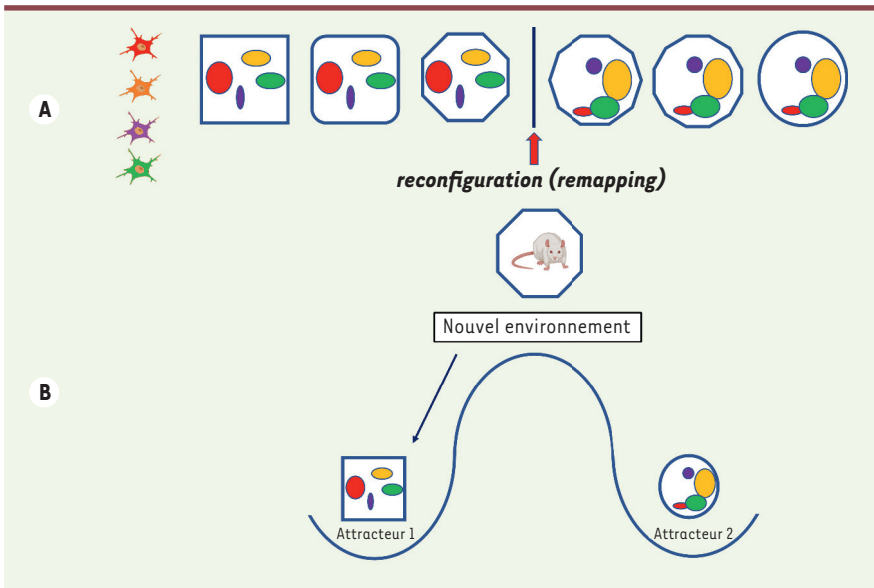 A
reconfiguration (remapping)
Nouvel environnement
B
Attracteur 1
Attracteur 2